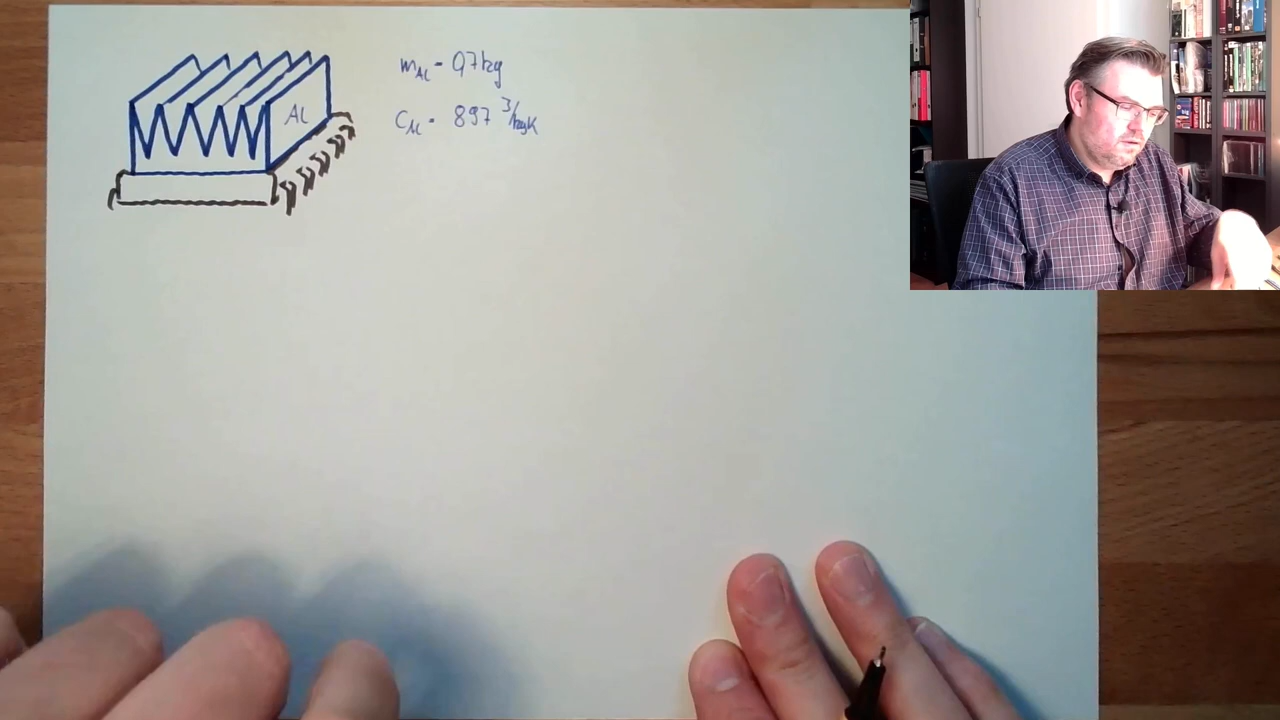 Al
m_Al = 0,7 kg
c_Al = 897 J/kgK